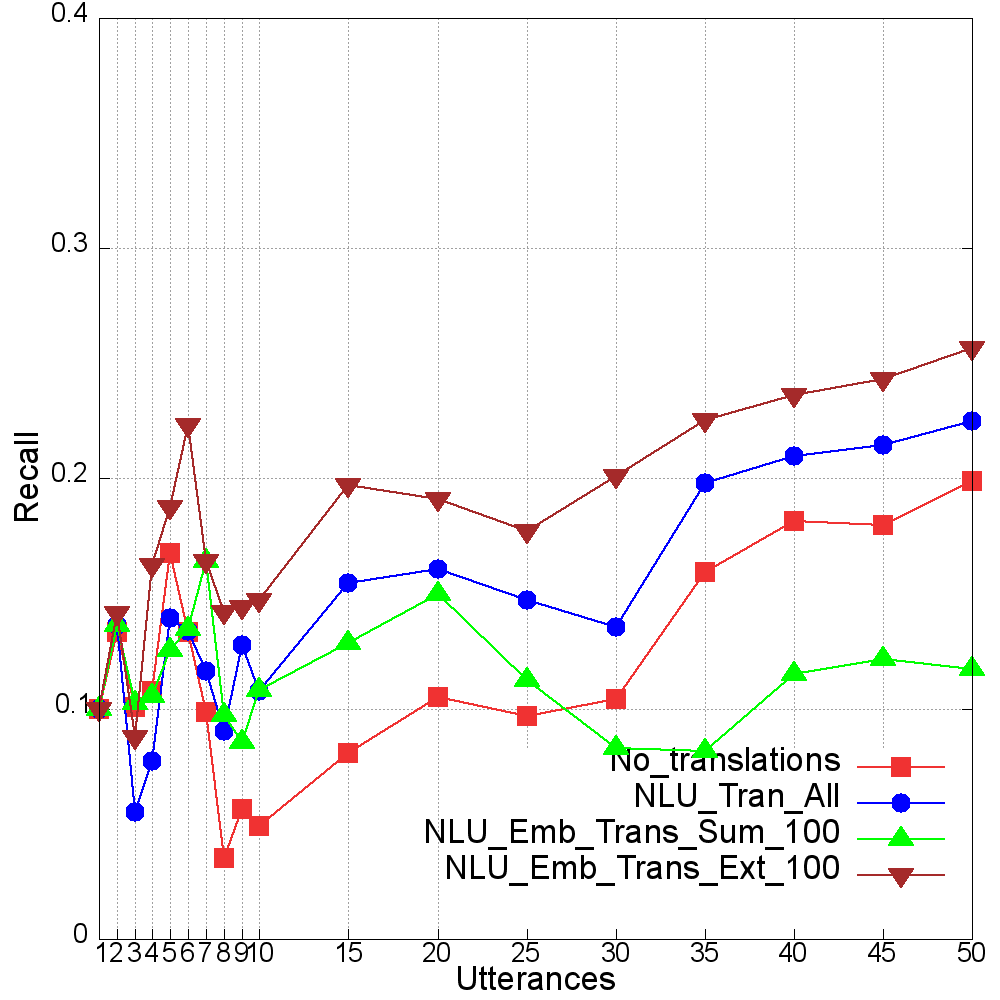 0.4
0.3
0.2
0.1
0
Recall
No_translations
NLU_Tran_All
NLU_Emb_Trans_Sum_100
NLU_Emb_Trans_Ext_100
1 2 3 4 5 6 7 8 9 10 15 20 25 30 35 40 45 50
Utterances